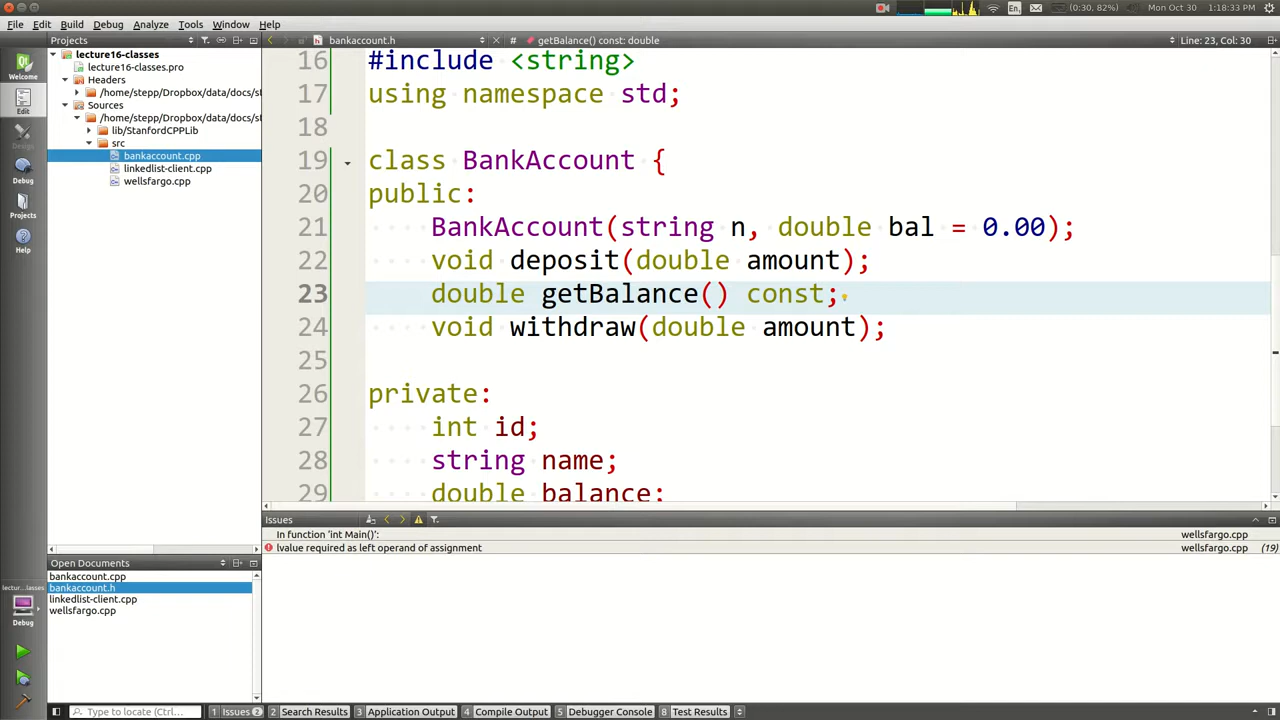 (0:30, 82%) Mon Oct 30 18:18:33
File Edit Build Debug Analyze Tools Window Help
Projects bankaccount.h # getBalance() const: double Line: 23, Col: 30
Welcome
Edit
Design
Debug
Projects
Help
lecture16-classes
lecture16-classes.pro
Headers
/home/stepp/Dropbox/data/docs/st
Sources
/home/stepp/Dropbox/data/docs/st
lib/StanfordCPPLib
src
bankaccount.cpp
linkedlist-client.cpp
wellsfargo.cpp
16 #include <string>
17 using namespace std;
18
19 class BankAccount {
20 public:
21 BankAccount(string n, double bal = 0.00);
22 void deposit(double amount);
23 double getBalance() const;
24 void withdraw(double amount);
25
26 private:
27 int id;
28 string name;
29 double balance;
Issues
In function 'int Main()': wellsfargo.cpp
lvalue required as left operand of assignment wellsfargo.cpp (19)
Open Documents
bankaccount.cpp
bankaccount.h
linkedlist-client.cpp
wellsfargo.cpp
lectur...lasses
Debug
Type to locate (Ctrl... 1 Issues 2 2 Search Results 3 Application Output 4 Compile Output 5 Debugger Console 8 Test Results